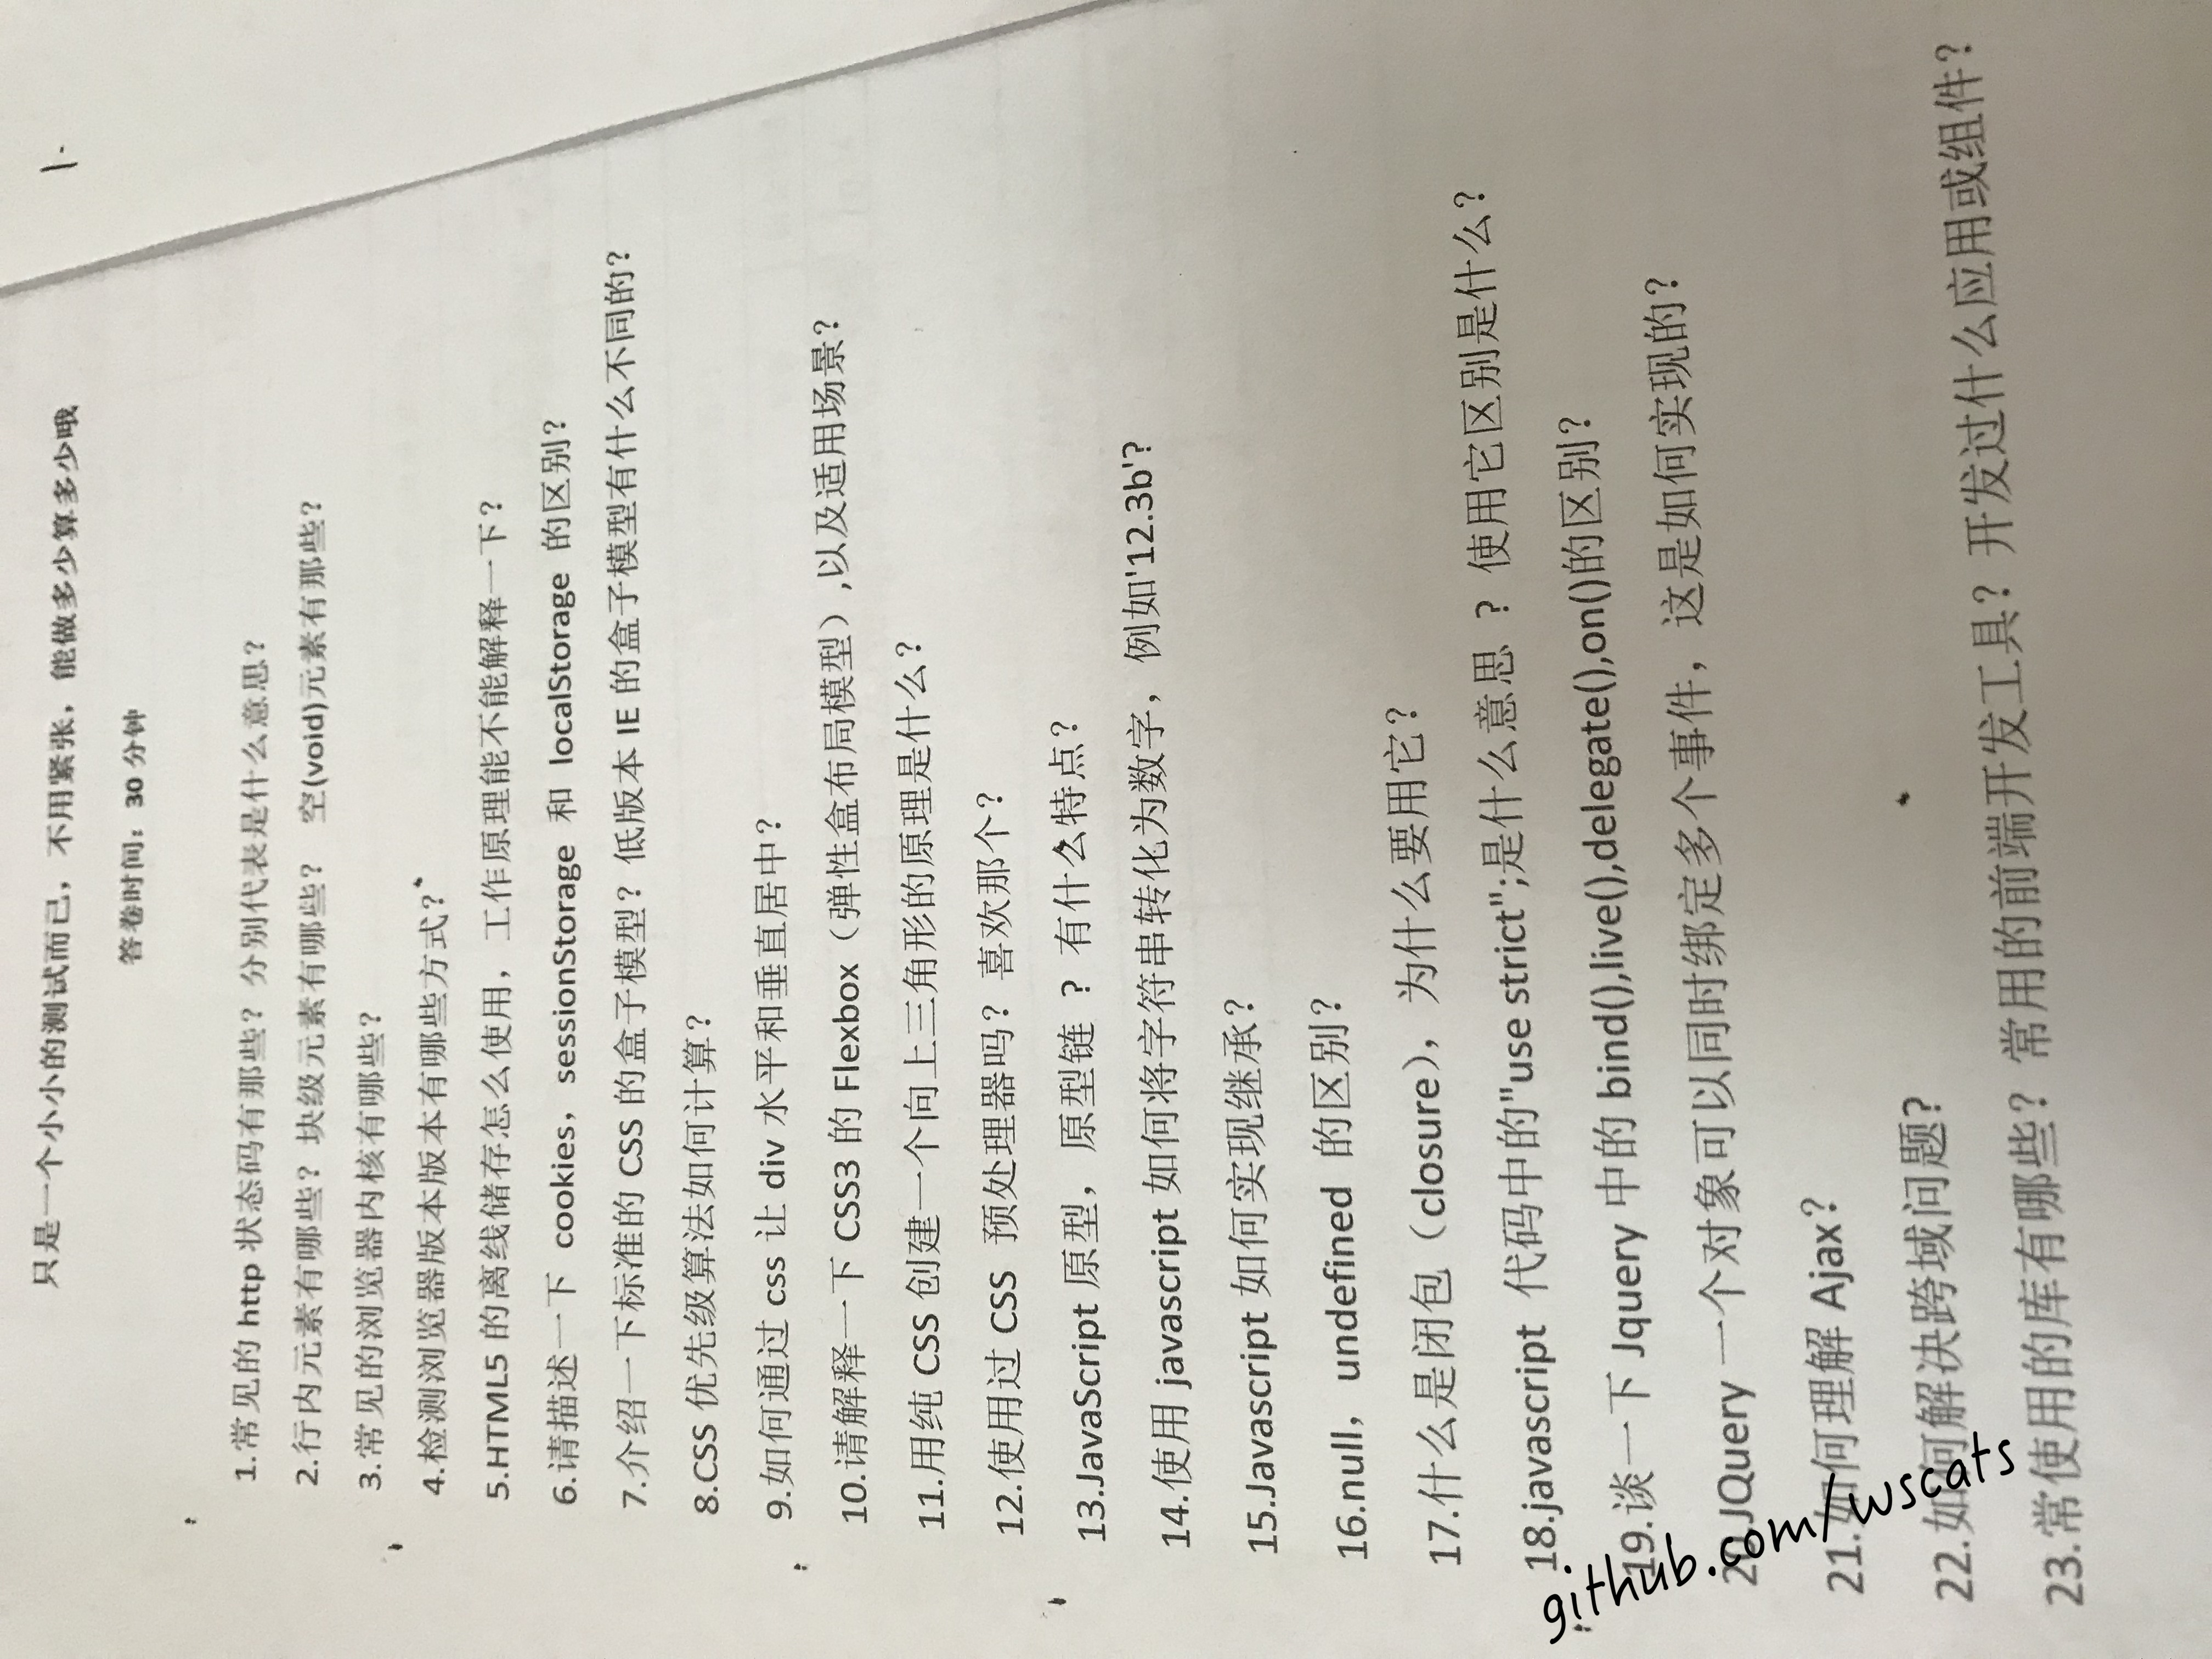 只是一个小小的测试而已，不用紧张，能做多少算多少哦
答卷时间：30 分钟
1.常见的 http 状态码有那些？分别代表是什么意思？
2.行内元素有哪些？块级元素有哪些？ 空(void)元素有那些？
3.常见的浏览器内核有哪些？
4.检测浏览器版本版本有哪些方式？
5.HTML5 的离线储存怎么使用，工作原理能不能解释一下？
6.请描述一下 cookies，sessionStorage 和 localStorage 的区别？
7.介绍一下标准的 CSS 的盒子模型？低版本 IE 的盒子模型有什么不同的？
8.CSS 优先级算法如何计算？
9.如何通过 css 让 div 水平和垂直居中？
10.请解释一下 CSS3 的 Flexbox（弹性盒布局模型）,以及适用场景？
11.用纯 CSS 创建一个向上三角形的原理是什么？
12.使用过 CSS 预处理器吗？喜欢那个？
13.JavaScript 原型，原型链 ? 有什么特点？
14.使用 javascript 如何将字符串转化为数字，例如'12.3b'?
15.Javascript 如何实现继承？
16.null，undefined 的区别？
17.什么是闭包（closure），为什么要用它？
18.javascript 代码中的"use strict";是什么意思 ? 使用它区别是什么？
19.谈一下 Jquery 中的 bind(),live(),delegate(),on()的区别？
20.JQuery 一个对象可以同时绑定多个事件，这是如何实现的？
21.如何理解 Ajax？
22.如何解决跨域问题？
23.常使用的库有哪些？常用的前端开发工具？开发过什么应用或组件？
github.com/wscats
1.